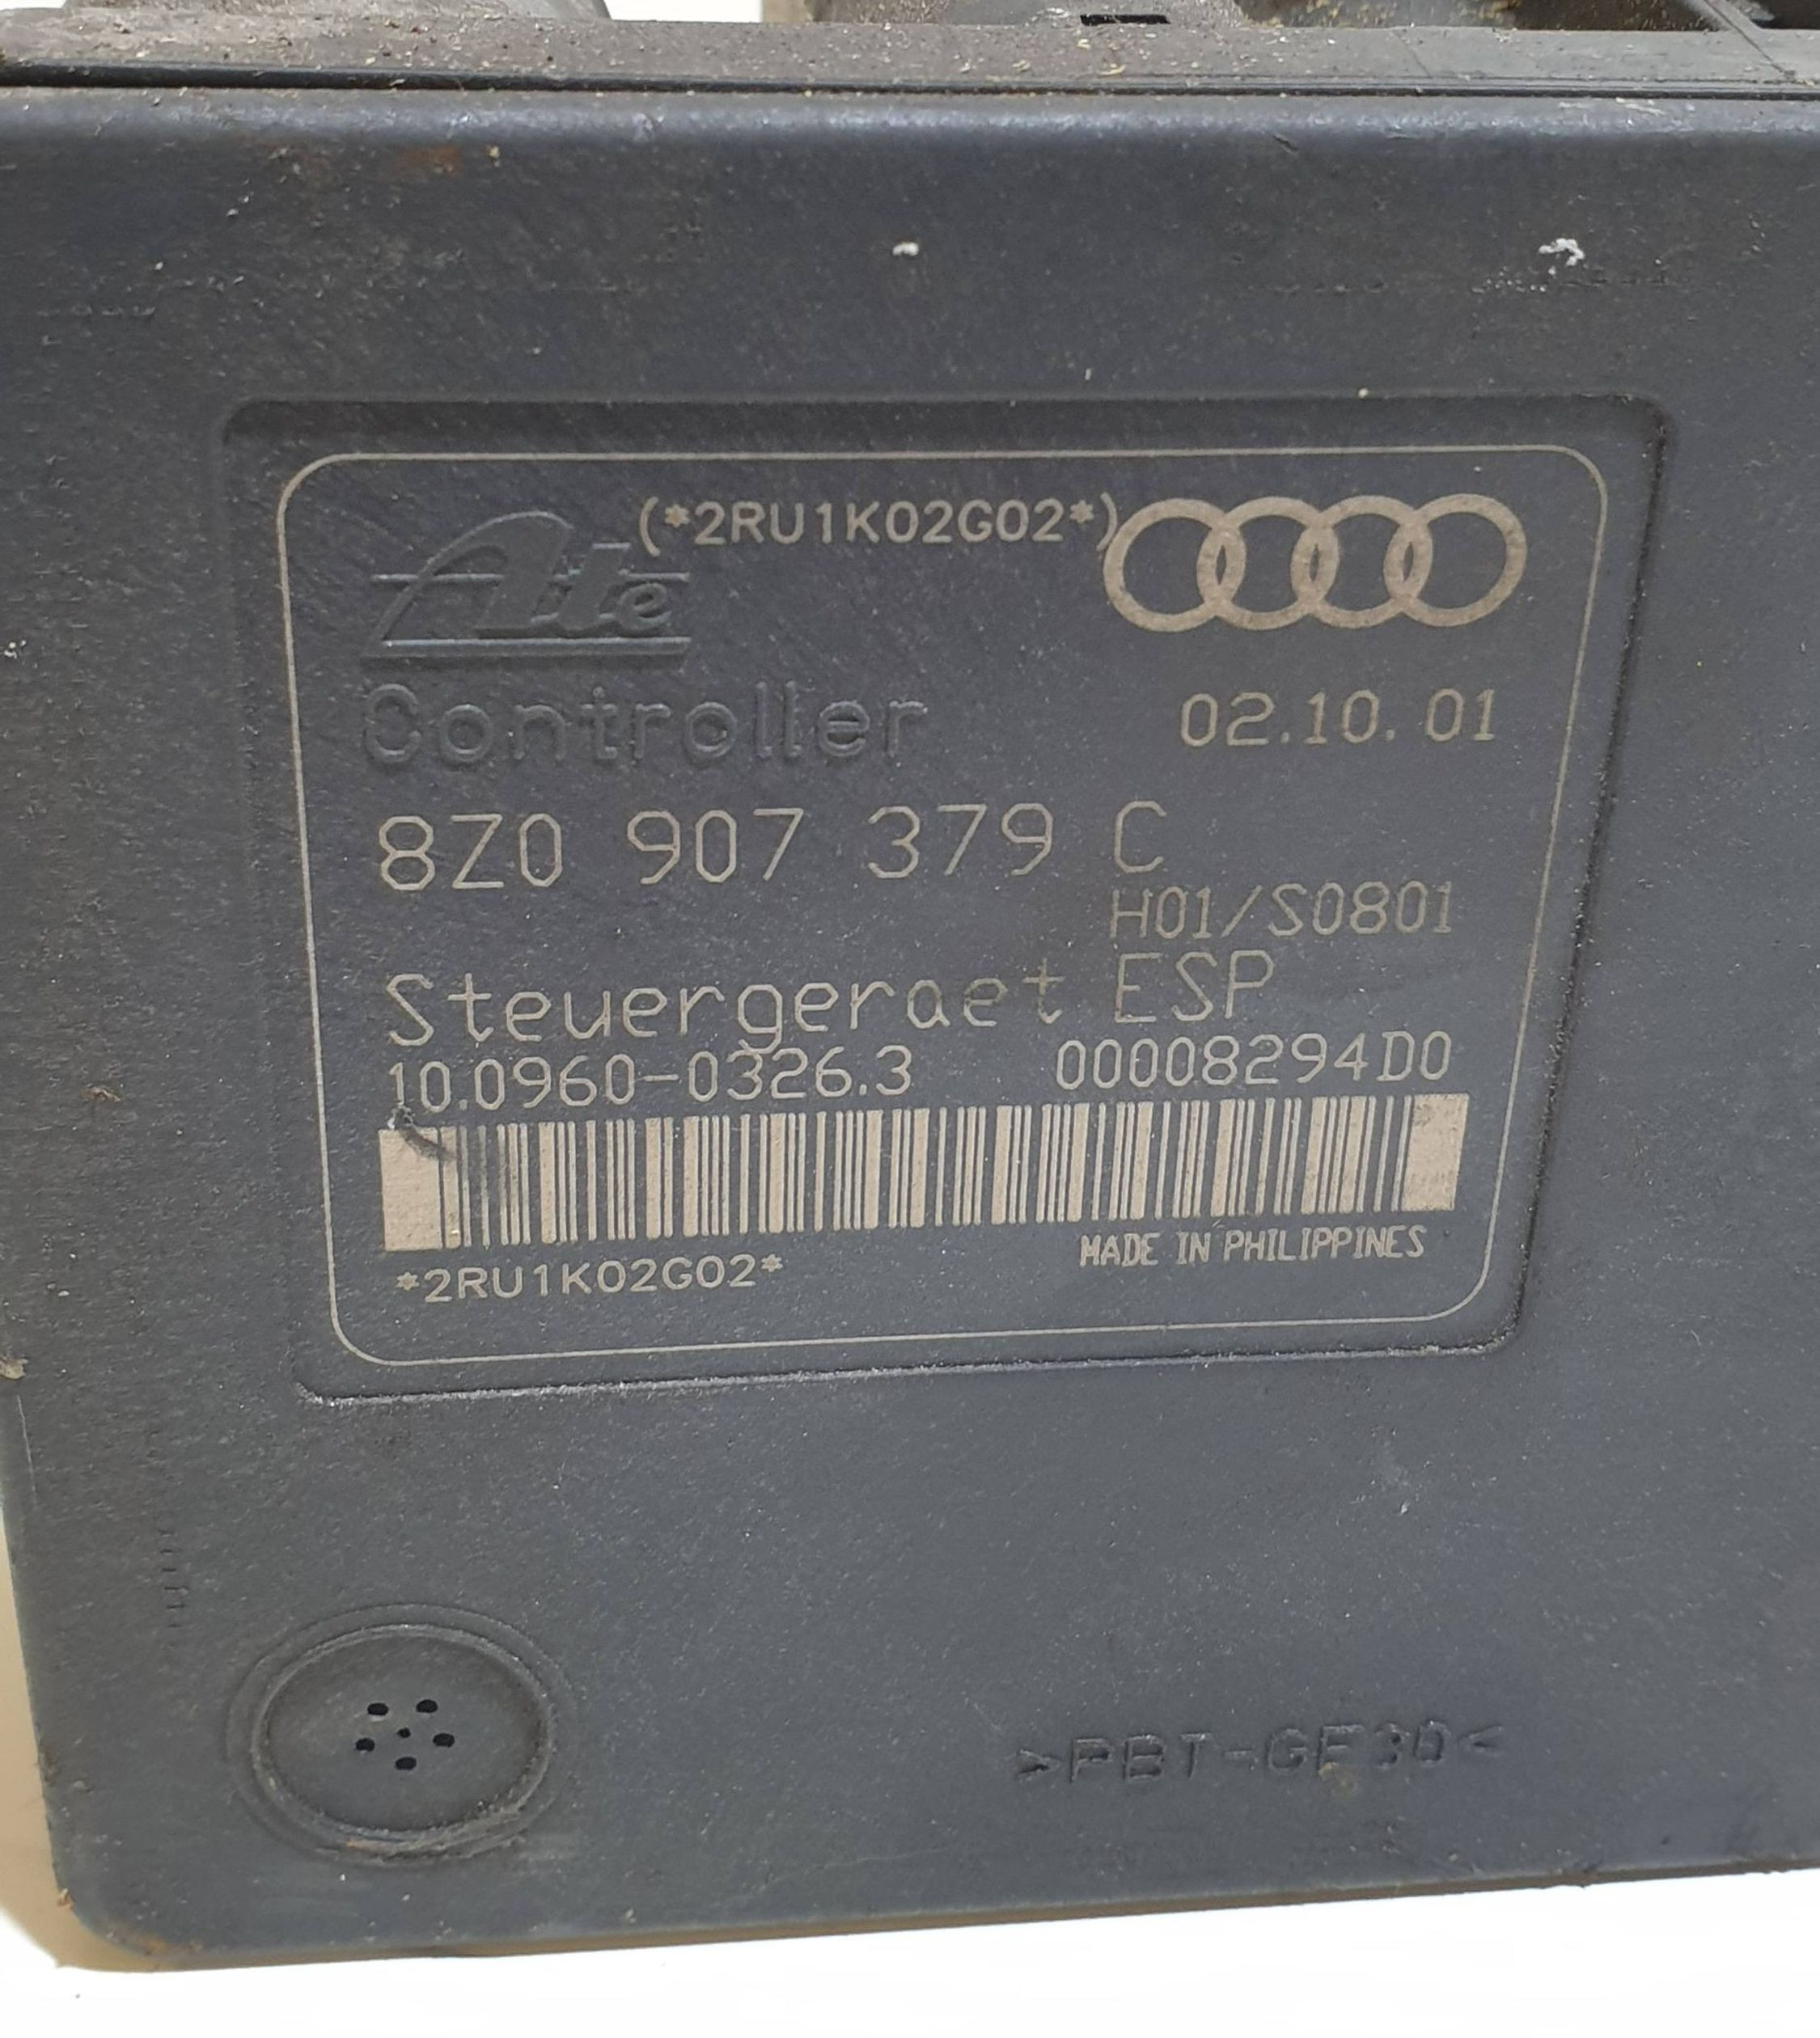 (*2RU1K02G02*)
Ate
Controller
02.10.01
8Z0 907 379 C
H01/S0801
Steuergeraet ESP
10.0960-0326.3 00008294D0
MADE IN PHILIPPINES
*2RU1K02G02*
>PBT-GF30<